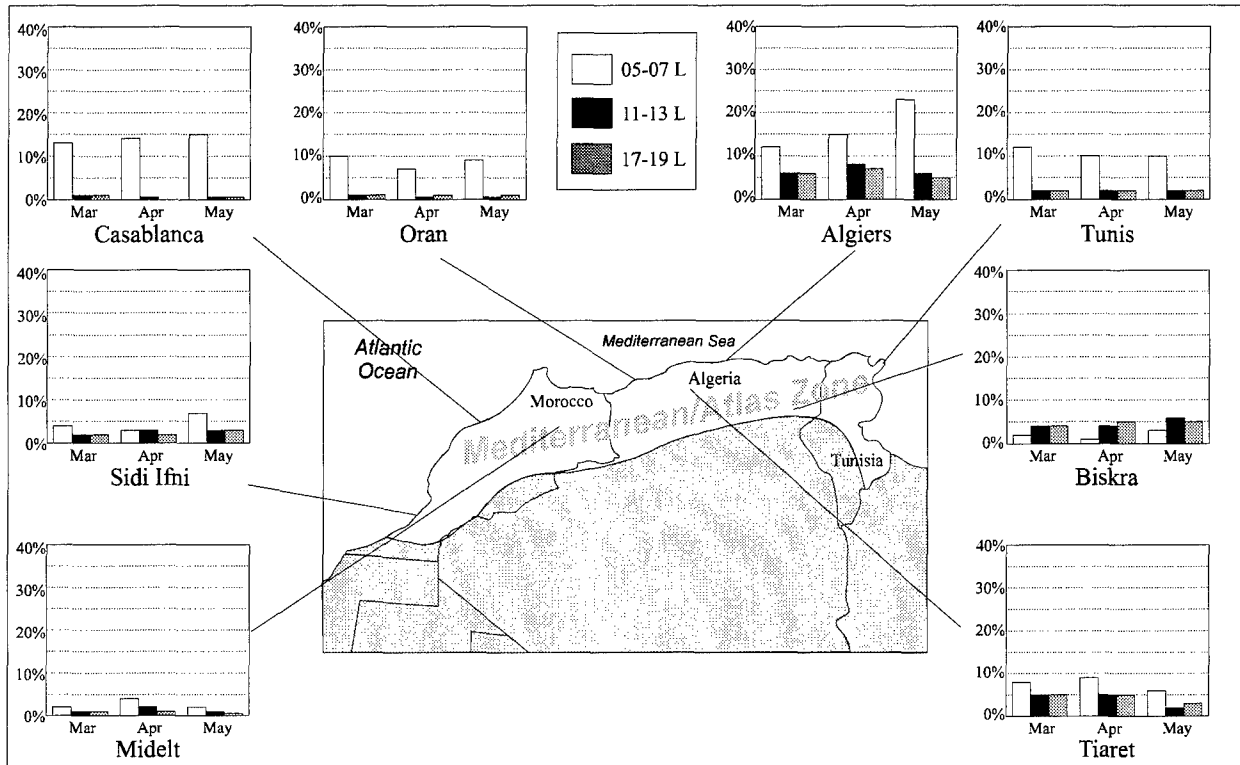 40%
30%
20%
10%
0%
Mar Apr May
Casablanca
40%
30%
20%
10%
0%
Mar Apr May
Oran
05-07 L
11-13 L
17-19 L
40%
30%
20%
10%
0%
Mar Apr May
Algiers
40%
30%
20%
10%
0%
Mar Apr May
Tunis
40%
30%
20%
10%
0%
Mar Apr May
Sidi Ifni
Atlantic
Ocean
Mediterranean Sea
Morocco
Algeria
Tunisia
Mediterranean/Atlas Zone
40%
30%
20%
10%
0%
Mar Apr May
Biskra
40%
30%
20%
10%
0%
Mar Apr May
Midelt
40%
30%
20%
10%
0%
Mar Apr May
Tiaret